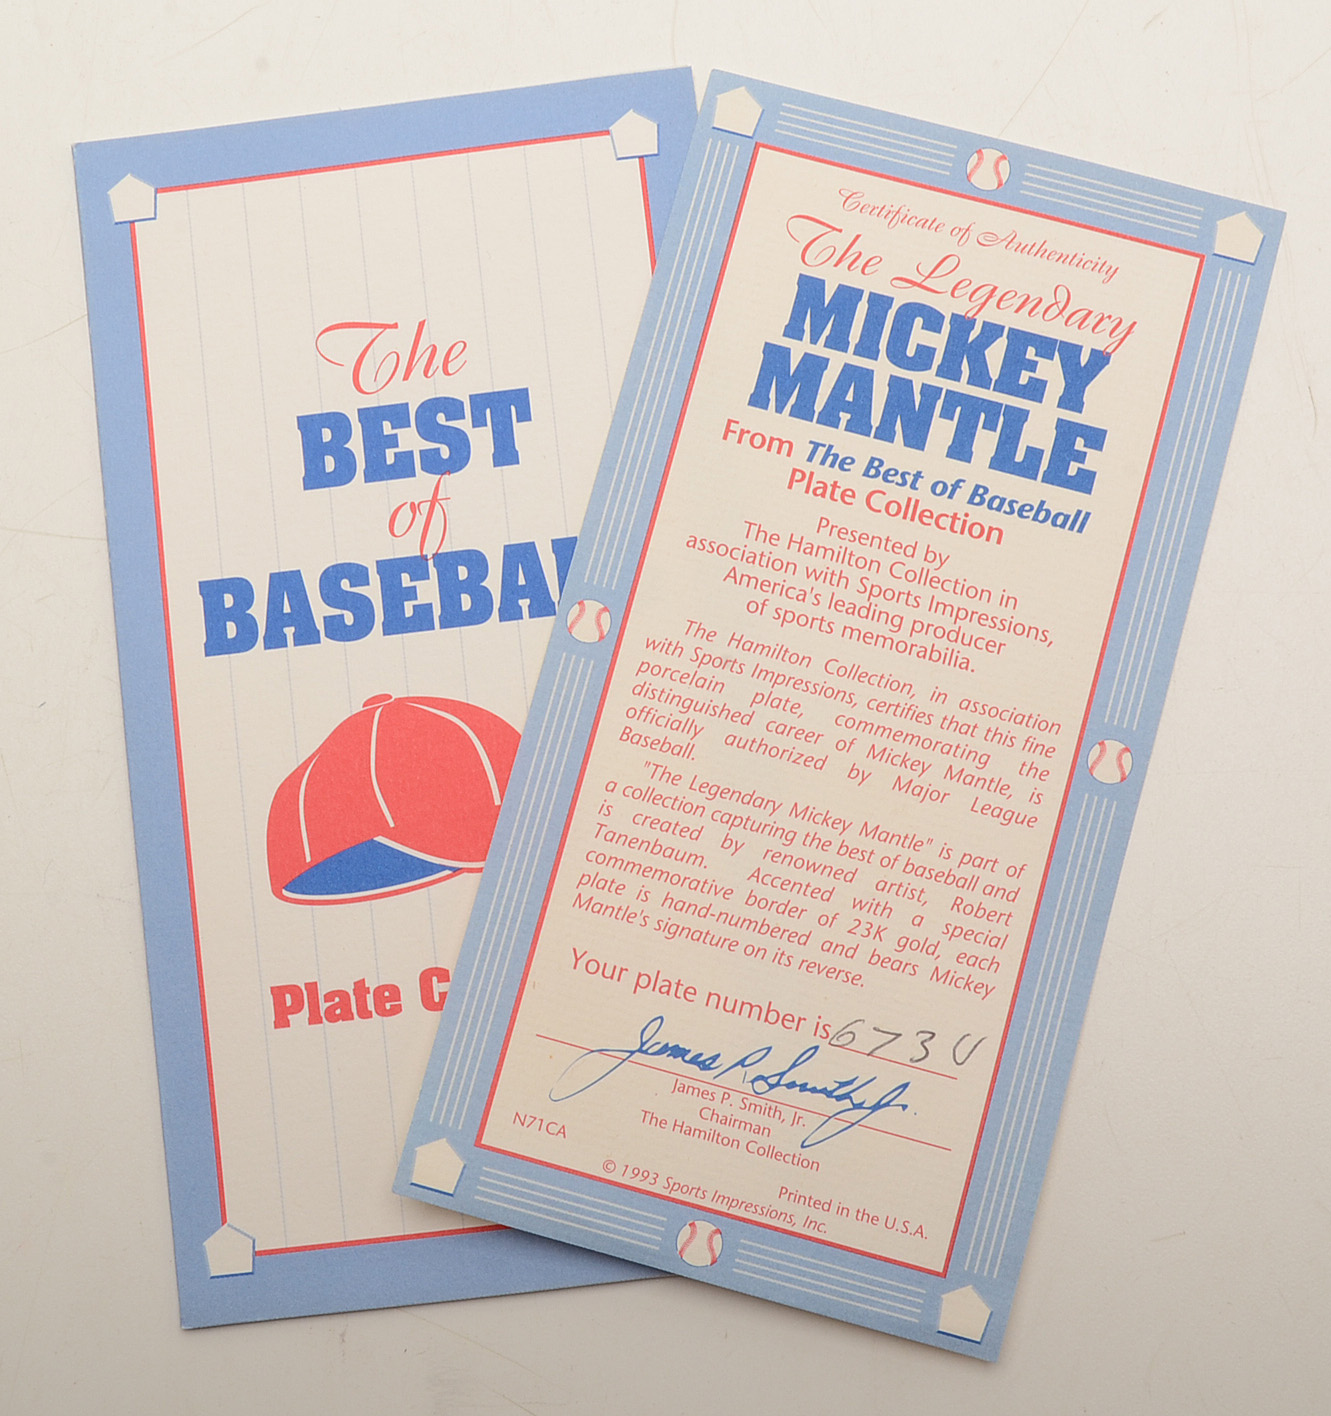 The
BEST
of
BASEBAL
Plate C
Certificate of Authenticity
The Legendary
MICKEY
MANTLE
From The Best of Baseball
Plate Collection
Presented by
The Hamilton Collection in
association with Sports Impressions,
America's leading producer
of sports memorabilia.
The Hamilton Collection, in association
with Sports Impressions, certifies that this fine
porcelain plate, commemorating the
distinguished career of Mickey Mantle, is
officially authorized by Major League
Baseball.
"The Legendary Mickey Mantle" is part of
a collection capturing the best of baseball and
is created by renowned artist, Robert
Tanenbaum. Accented with a special
commemorative border of 23K gold, each
plate is hand-numbered and bears Mickey
Mantle's signature on its reverse.
Your plate number is 6730
James P. Smith Jr.
James P. Smith, Jr.
Chairman
The Hamilton Collection
N71CA
© 1993 Sports Impressions, Inc.
Printed in the U.S.A.